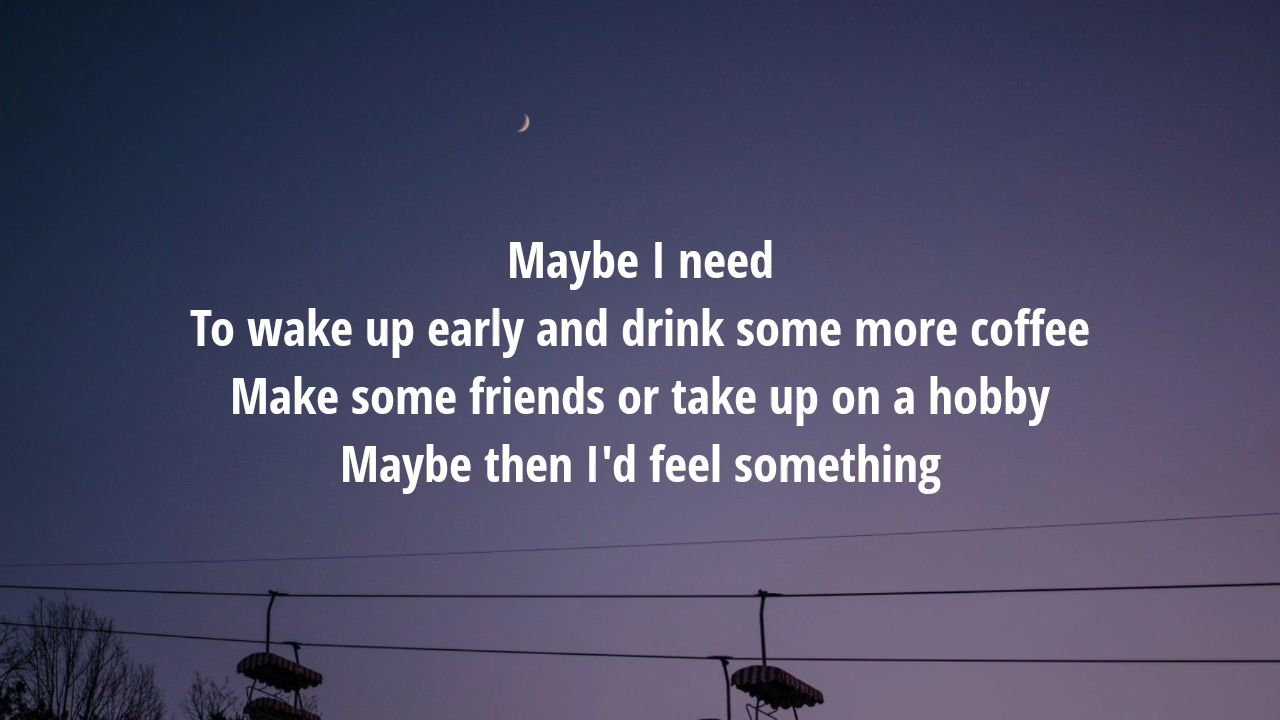 Maybe I need
To wake up early and drink some more coffee
Make some friends or take up on a hobby
Maybe then I'd feel something